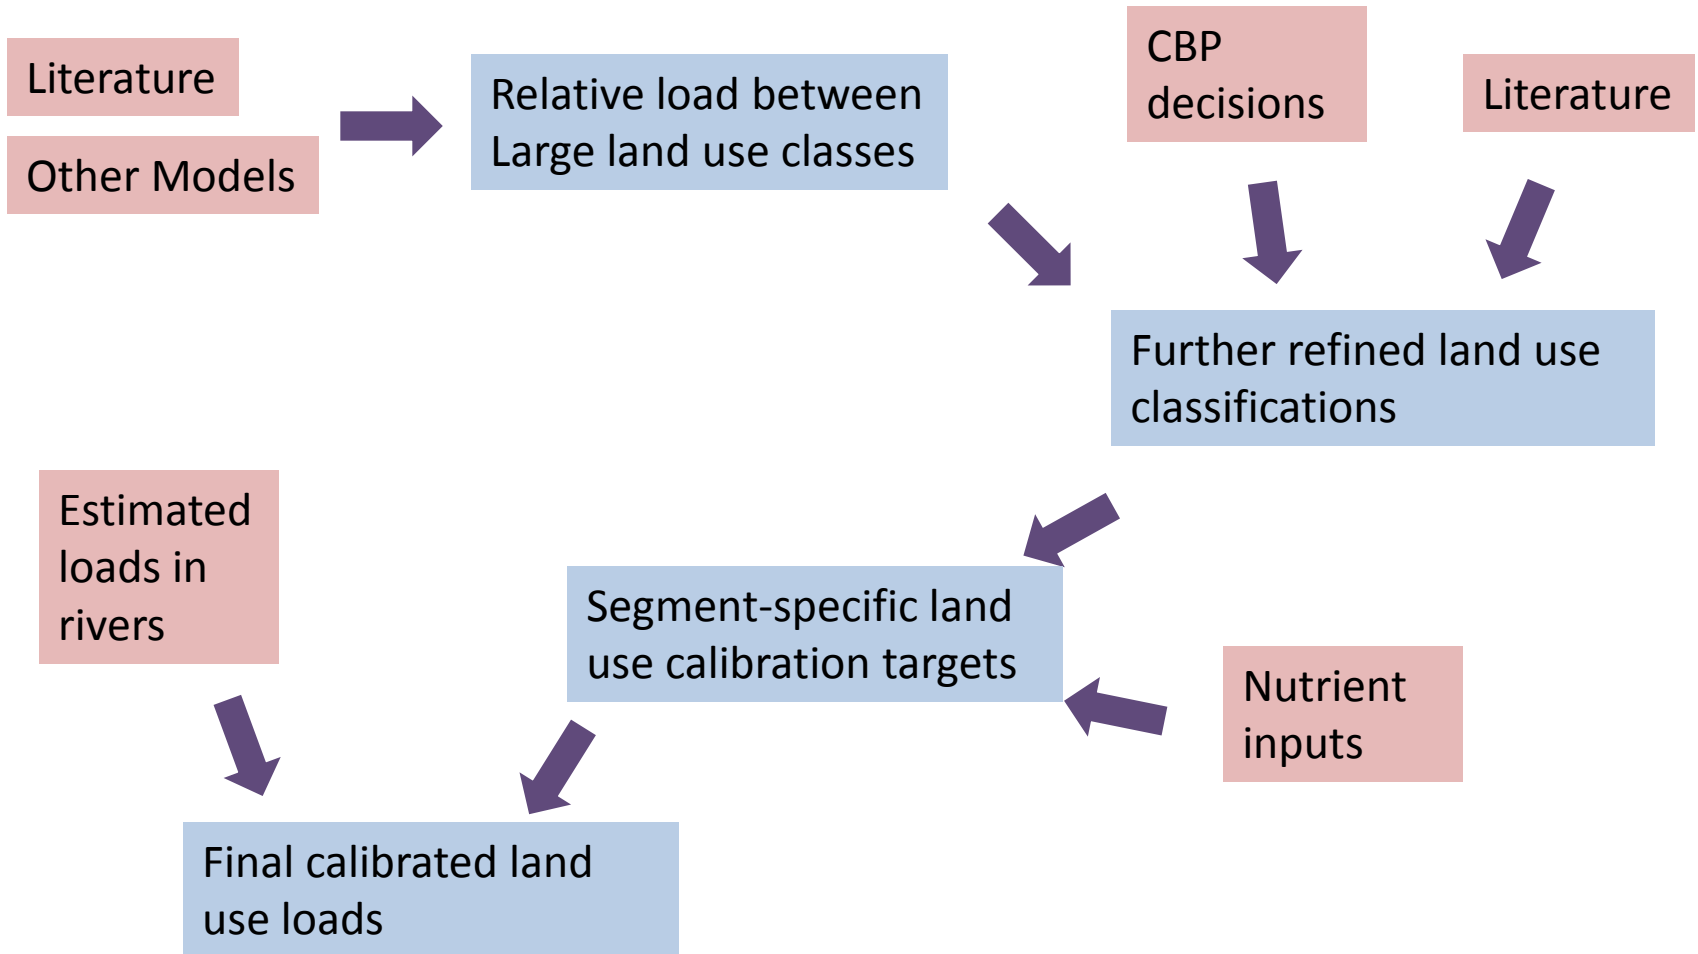 Literature
Other Models
Relative load between
Large land use classes
CBP
decisions
Literature
Further refined land use
classifications
Estimated
loads in
rivers
Segment-specific land
use calibration targets
Nutrient
inputs
Final calibrated land
use loads